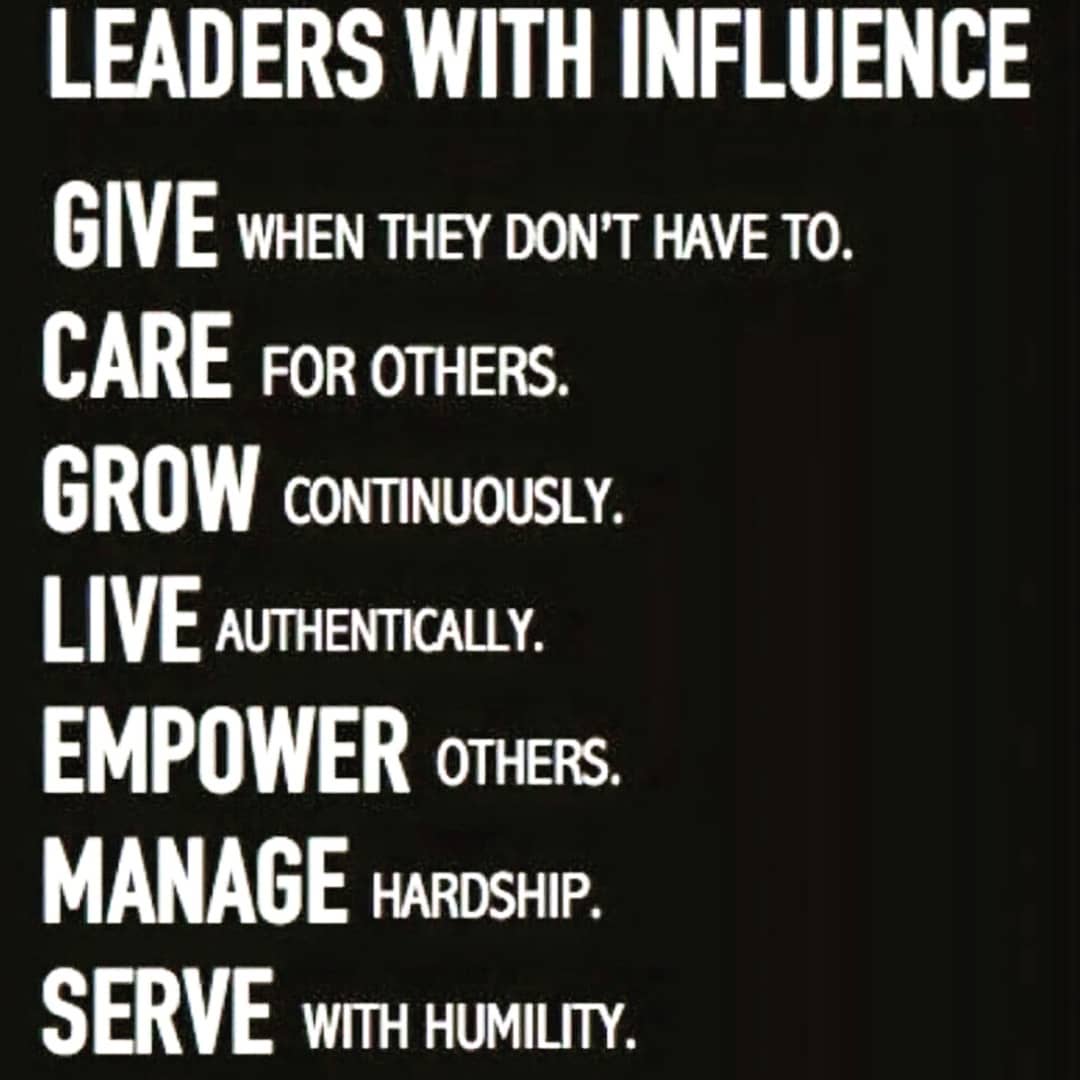 LEADERS WITH INFLUENCE
GIVE WHEN THEY DON'T HAVE TO.
CARE FOR OTHERS.
GROW CONTINUOUSLY.
LIVE AUTHENTICALLY.
EMPOWER OTHERS.
MANAGE HARDSHIP.
SERVE WITH HUMILITY.